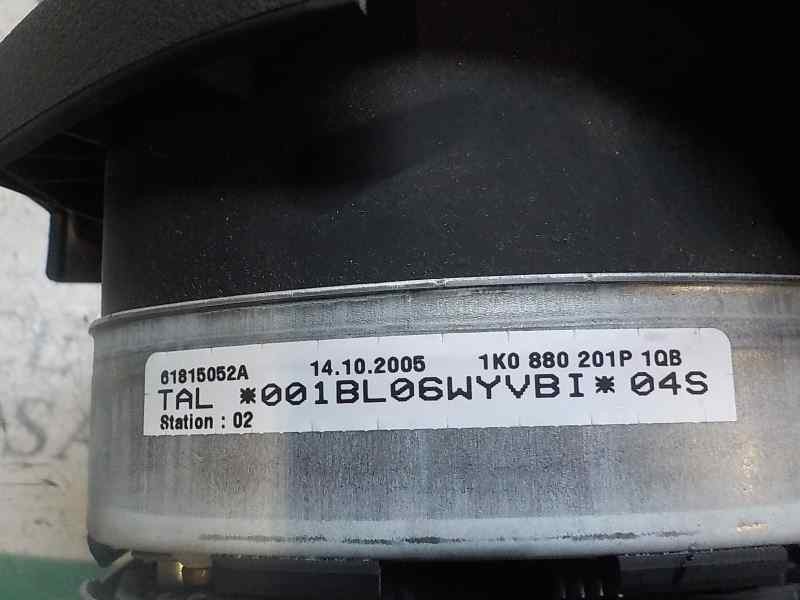 61815052A 14.10.2005 1K0 880 201P 1QB
TAL *001BL06WYVBI* 04S
Station : 02